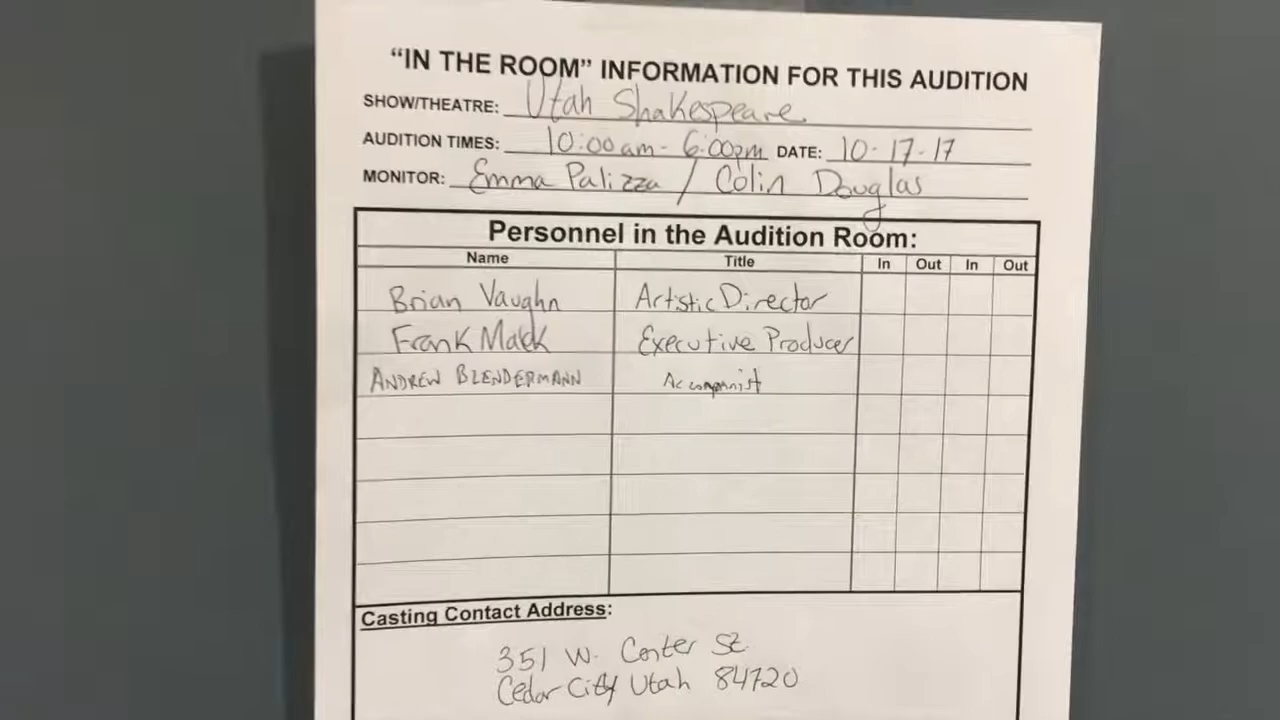 “IN THE ROOM” INFORMATION FOR THIS AUDITION
SHOW/THEATRE: Utah Shakespeare
AUDITION TIMES: 10:00am - 6:00pm DATE: 10-17-17
MONITOR: Emma Palizza / Colin Douglas
Personnel in the Audition Room:
Name Title In Out In Out
Brian Vaughn Artistic Director
Frank Mack Executive Producer
ANDREW BLENDERMANN Accompanist
Casting Contact Address:
351 W. Center St.
Cedar City Utah 84720